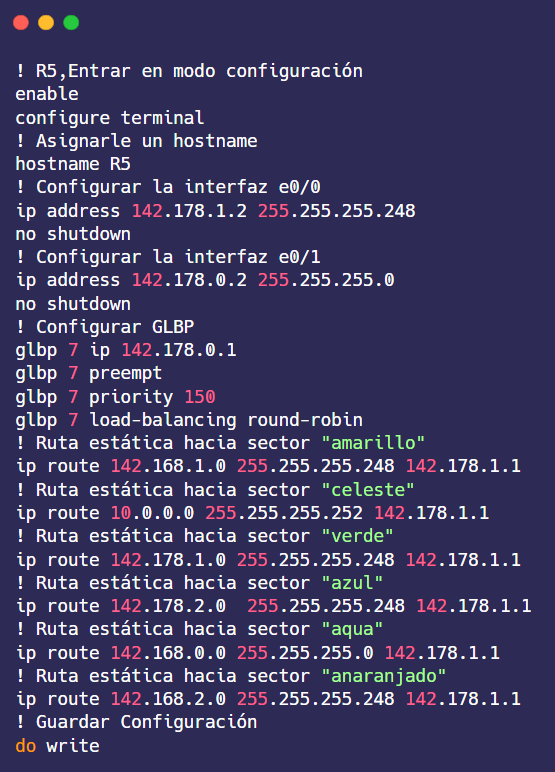 ! R5,Entrar en modo configuración
enable
configure terminal
! Asignarle un hostname
hostname R5
! Configurar la interfaz e0/0
ip address 142.178.1.2 255.255.255.248
no shutdown
! Configurar la interfaz e0/1
ip address 142.178.0.2 255.255.255.0
no shutdown
! Configurar GLBP
glbp 7 ip 142.178.0.1
glbp 7 preempt
glbp 7 priority 150
glbp 7 load-balancing round-robin
! Ruta estática hacia sector "amarillo"
ip route 142.168.1.0 255.255.255.248 142.178.1.1
! Ruta estática hacia sector "celeste"
ip route 10.0.0.0 255.255.255.252 142.178.1.1
! Ruta estática hacia sector "verde"
ip route 142.178.1.0 255.255.255.248 142.178.1.1
! Ruta estática hacia sector "azul"
ip route 142.178.2.0  255.255.255.248 142.178.1.1
! Ruta estática hacia sector "aqua"
ip route 142.168.0.0 255.255.255.0 142.178.1.1
! Ruta estática hacia sector "anaranjado"
ip route 142.168.2.0 255.255.255.248 142.178.1.1
! Guardar Configuración
do write